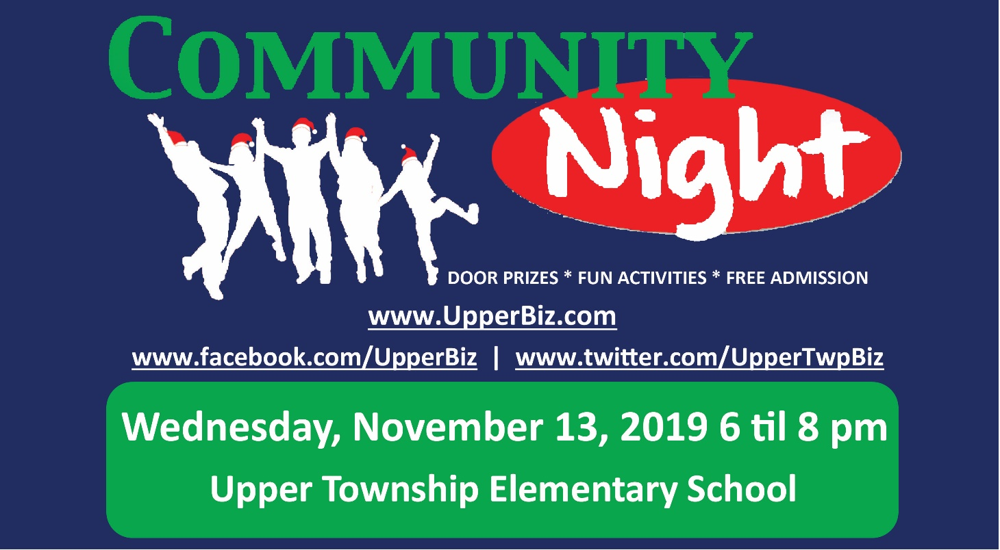 COMMUNITY
Night
DOOR PRIZES * FUN ACTIVITIES * FREE ADMISSION
www.UpperBiz.com
www.facebook.com/UpperBiz | www.twitter.com/UpperTwpBiz
Wednesday, November 13, 2019 6 til 8 pm
Upper Township Elementary School